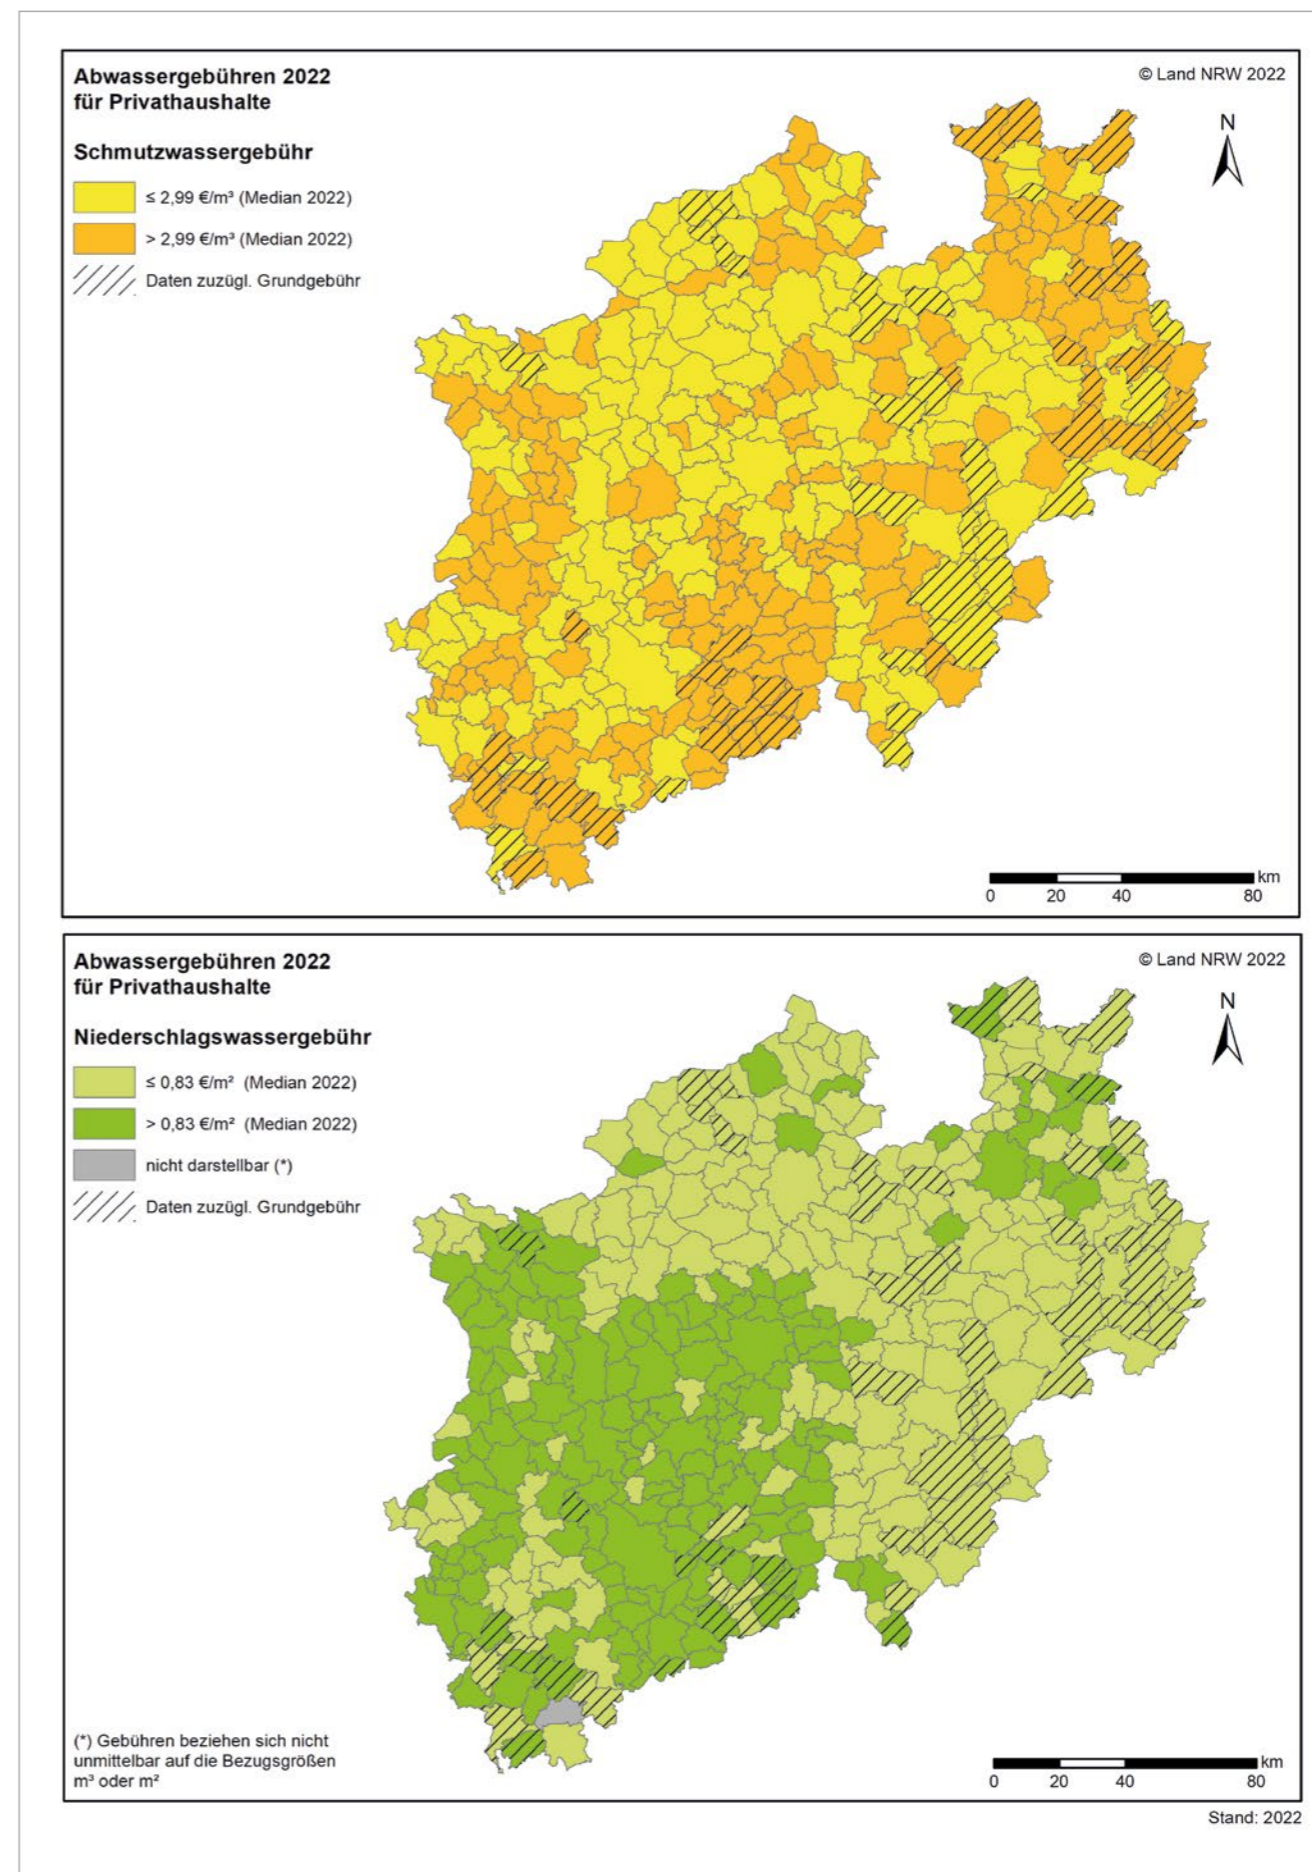 Abwassergebühren 2022
für Privathaushalte
© Land NRW 2022
N
Schmutzwassergebühr
≤ 2,99 €/m³ (Median 2022)
> 2,99 €/m³ (Median 2022)
Daten zuzügl. Grundgebühr
km
0 20 40 80
Abwassergebühren 2022
für Privathaushalte
© Land NRW 2022
N
Niederschlagswassergebühr
≤ 0,83 €/m² (Median 2022)
> 0,83 €/m² (Median 2022)
nicht darstellbar (*)
Daten zuzügl. Grundgebühr
(*) Gebühren beziehen sich nicht
unmittelbar auf die Bezugsgrößen
m³ oder m²
km
0 20 40 80
Stand: 2022